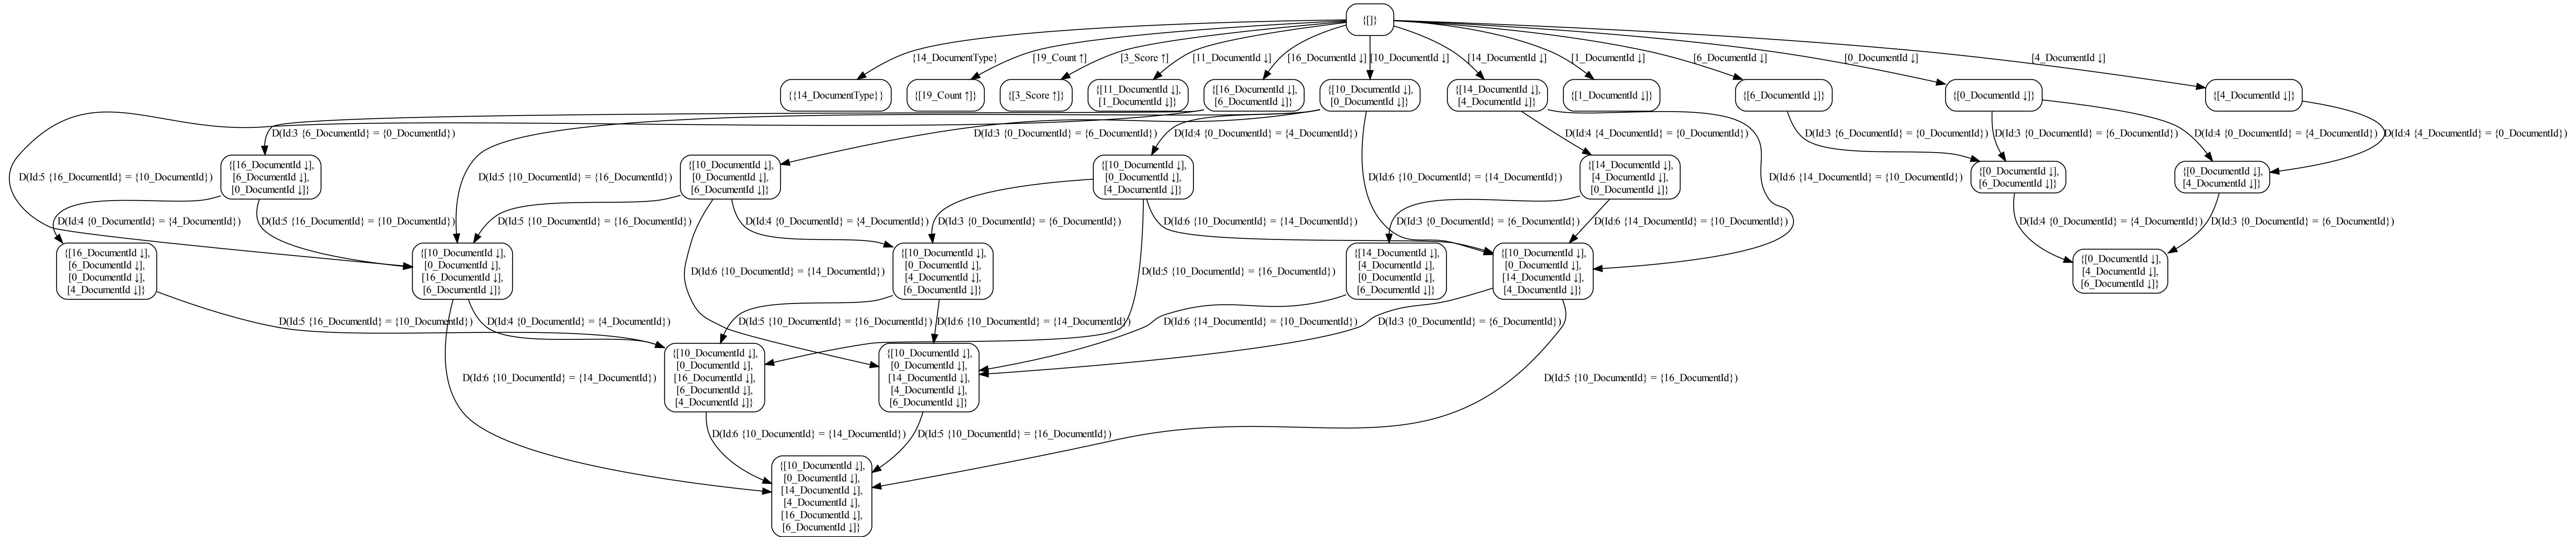 {[]}
{14_DocumentType}
[19_Count ↑]
[3_Score ↑]
[11_DocumentId ↓]
[16_DocumentId ↓]
[10_DocumentId ↓]
[14_DocumentId ↓]
[1_DocumentId ↓]
[6_DocumentId ↓]
[0_DocumentId ↓]
[4_DocumentId ↓]
{{14_DocumentType}}
{[19_Count ↑]}
{[3_Score ↑]}
{[11_DocumentId ↓],
[1_DocumentId ↓]}
{[16_DocumentId ↓],
[6_DocumentId ↓]}
{[10_DocumentId ↓],
[0_DocumentId ↓]}
{[14_DocumentId ↓],
[4_DocumentId ↓]}
{[1_DocumentId ↓]}
{[6_DocumentId ↓]}
{[0_DocumentId ↓]}
{[4_DocumentId ↓]}
D(Id:3 {6_DocumentId} = {0_DocumentId})
D(Id:3 {0_DocumentId} = {6_DocumentId})
D(Id:4 {0_DocumentId} = {4_DocumentId})
D(Id:4 {4_DocumentId} = {0_DocumentId})
D(Id:3 {6_DocumentId} = {0_DocumentId})
D(Id:3 {0_DocumentId} = {6_DocumentId})
D(Id:4 {0_DocumentId} = {4_DocumentId})
D(Id:4 {4_DocumentId} = {0_DocumentId})
D(Id:5 {16_DocumentId} = {10_DocumentId})
{[16_DocumentId ↓],
[6_DocumentId ↓],
[0_DocumentId ↓]}
D(Id:5 {10_DocumentId} = {16_DocumentId})
{[10_DocumentId ↓],
[0_DocumentId ↓],
[6_DocumentId ↓]}
{[10_DocumentId ↓],
[0_DocumentId ↓],
[4_DocumentId ↓]}
D(Id:6 {10_DocumentId} = {14_DocumentId})
{[14_DocumentId ↓],
[4_DocumentId ↓],
[0_DocumentId ↓]}
D(Id:6 {14_DocumentId} = {10_DocumentId})
{[0_DocumentId ↓],
[6_DocumentId ↓]}
{[0_DocumentId ↓],
[4_DocumentId ↓]}
D(Id:4 {0_DocumentId} = {4_DocumentId})
D(Id:5 {16_DocumentId} = {10_DocumentId})
D(Id:5 {10_DocumentId} = {16_DocumentId})
D(Id:4 {0_DocumentId} = {4_DocumentId})
D(Id:3 {0_DocumentId} = {6_DocumentId})
D(Id:6 {10_DocumentId} = {14_DocumentId})
D(Id:3 {0_DocumentId} = {6_DocumentId})
D(Id:6 {14_DocumentId} = {10_DocumentId})
D(Id:4 {0_DocumentId} = {4_DocumentId})
D(Id:3 {0_DocumentId} = {6_DocumentId})
{[16_DocumentId ↓],
[6_DocumentId ↓],
[0_DocumentId ↓],
[4_DocumentId ↓]}
{[10_DocumentId ↓],
[0_DocumentId ↓],
[16_DocumentId ↓],
[6_DocumentId ↓]}
D(Id:6 {10_DocumentId} = {14_DocumentId})
{[10_DocumentId ↓],
[0_DocumentId ↓],
[4_DocumentId ↓],
[6_DocumentId ↓]}
D(Id:5 {10_DocumentId} = {16_DocumentId})
{[14_DocumentId ↓],
[4_DocumentId ↓],
[0_DocumentId ↓],
[6_DocumentId ↓]}
{[10_DocumentId ↓],
[0_DocumentId ↓],
[14_DocumentId ↓],
[4_DocumentId ↓]}
{[0_DocumentId ↓],
[4_DocumentId ↓],
[6_DocumentId ↓]}
D(Id:5 {16_DocumentId} = {10_DocumentId})
D(Id:4 {0_DocumentId} = {4_DocumentId})
D(Id:5 {10_DocumentId} = {16_DocumentId})
D(Id:6 {10_DocumentId} = {14_DocumentId})
D(Id:6 {14_DocumentId} = {10_DocumentId})
D(Id:3 {0_DocumentId} = {6_DocumentId})
D(Id:6 {10_DocumentId} = {14_DocumentId})
{[10_DocumentId ↓],
[0_DocumentId ↓],
[16_DocumentId ↓],
[6_DocumentId ↓],
[4_DocumentId ↓]}
{[10_DocumentId ↓],
[0_DocumentId ↓],
[14_DocumentId ↓],
[4_DocumentId ↓],
[6_DocumentId ↓]}
D(Id:5 {10_DocumentId} = {16_DocumentId})
D(Id:6 {10_DocumentId} = {14_DocumentId})
D(Id:5 {10_DocumentId} = {16_DocumentId})
{[10_DocumentId ↓],
[0_DocumentId ↓],
[14_DocumentId ↓],
[4_DocumentId ↓],
[16_DocumentId ↓],
[6_DocumentId ↓]}